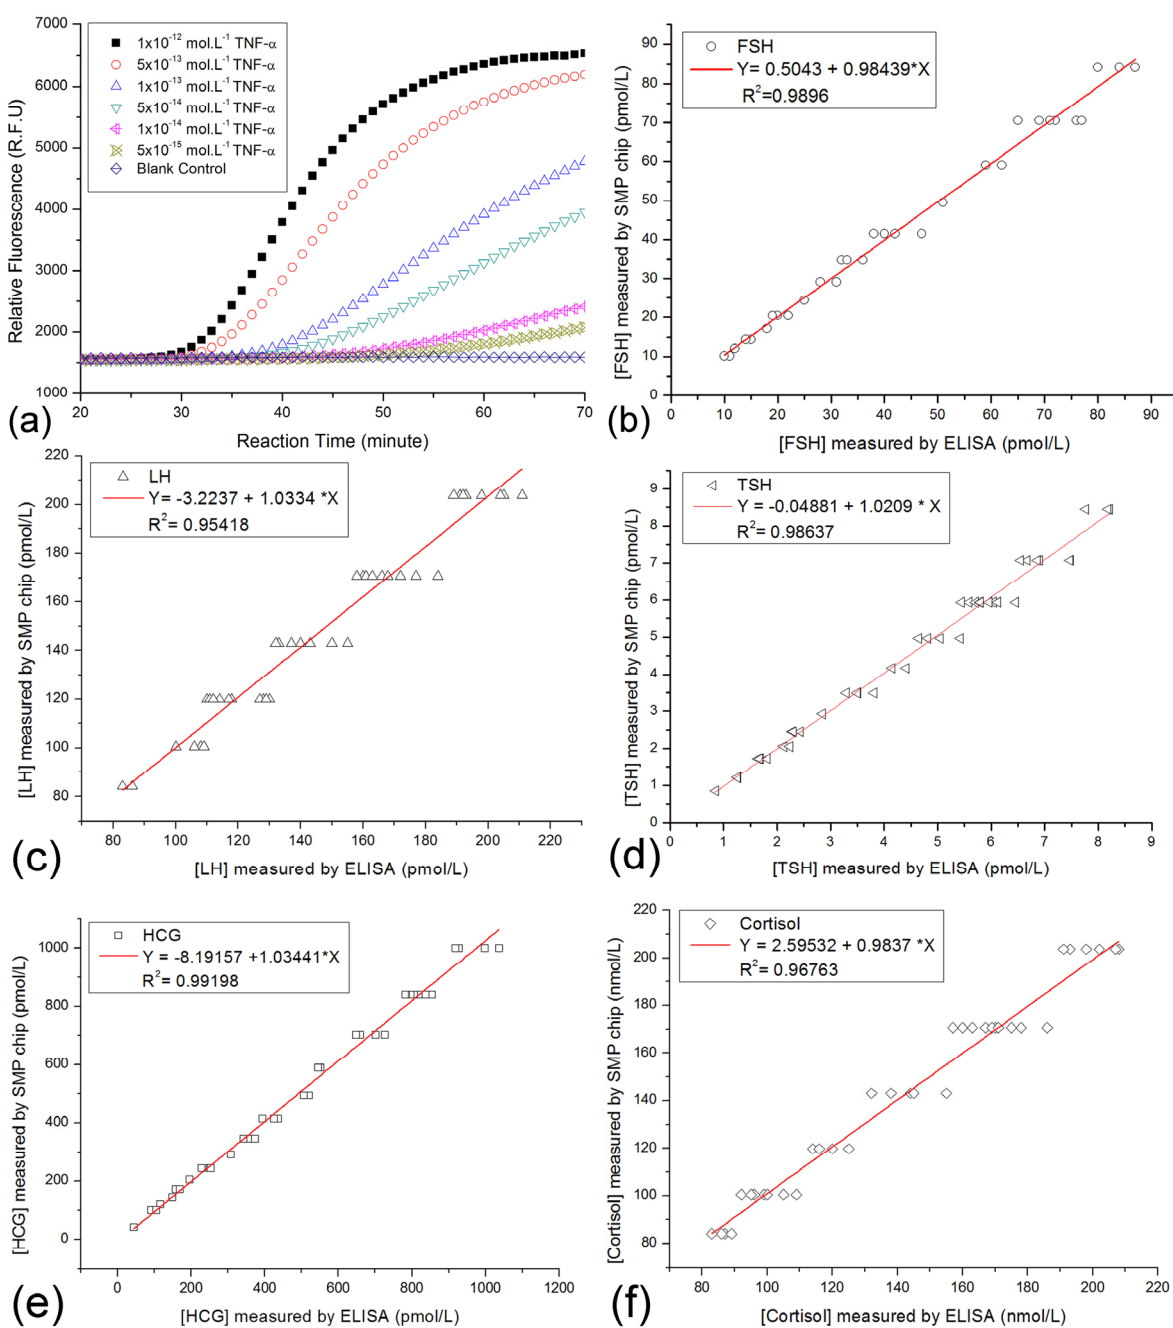 7000
6000
5000
4000
3000
2000
1000
Relative Fluorescence (R.F.U)
1x10⁻¹² mol.L⁻¹ TNF-α
5x10⁻¹³ mol.L⁻¹ TNF-α
1x10⁻¹³ mol.L⁻¹ TNF-α
5x10⁻¹⁴ mol.L⁻¹ TNF-α
1x10⁻¹⁴ mol.L⁻¹ TNF-α
5x10⁻¹⁵ mol.L⁻¹ TNF-α
Blank Control
20 30 40 50 60 70
Reaction Time (minute)
(a)
90
80
70
60
50
40
30
20
10
0
[FSH] measured by SMP chip (pmol/L)
FSH
Y= 0.5043 + 0.98439*X
R²=0.9896
0 10 20 30 40 50 60 70 80 90
[FSH] measured by ELISA (pmol/L)
(b)
220
200
180
160
140
120
100
80
[LH] measured by SMP chip (pmol/L)
LH
Y= -3.2237 + 1.0334 *X
R²= 0.95418
80 100 120 140 160 180 200 220
[LH] measured by ELISA (pmol/L)
(c)
9
8
7
6
5
4
3
2
1
0
[TSH] measured by SMP chip (pmol/L)
TSH
Y = -0.04881 + 1.0209 * X
R²= 0.98637
0 1 2 3 4 5 6 7 8 9
[TSH] measured by ELISA (pmol/L)
(d)
1000
800
600
400
200
0
[HCG] measured by SMP chip (pmol/L)
HCG
Y = -8.19157 +1.03441*X
R²= 0.99198
0 200 400 600 800 1000 1200
[HCG] measured by ELISA (pmol/L)
(e)
220
200
180
160
140
120
100
80
[Cortisol] measured by SMP chip (nmol/L)
Cortisol
Y = 2.59532 + 0.9837 *X
R²= 0.96763
80 100 120 140 160 180 200 220
[Cortisol] measured by ELISA (nmol/L)
(f)